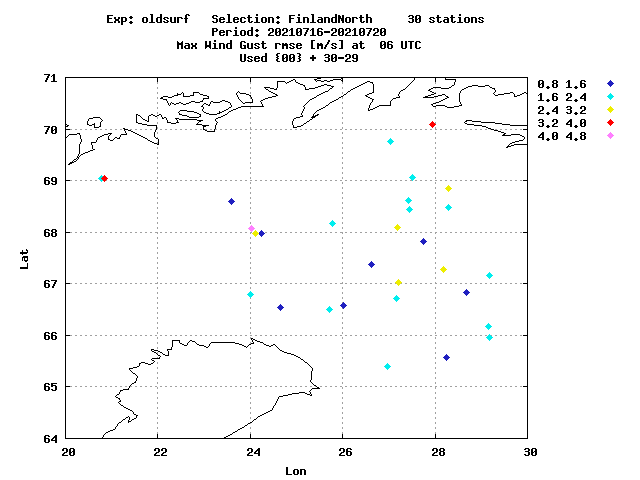 Exp: oldsurf   Selection: FinlandNorth     30 stations
Period: 20210716-20210720
Max Wind Gust rmse [m/s] at  06 UTC
Used {00} + 30-29
71
70
69
68
67
66
65
64
20 22 24 26 28 30
Lat
Lon
0.8 1.6
1.6 2.4
2.4 3.2
3.2 4.0
4.0 4.8